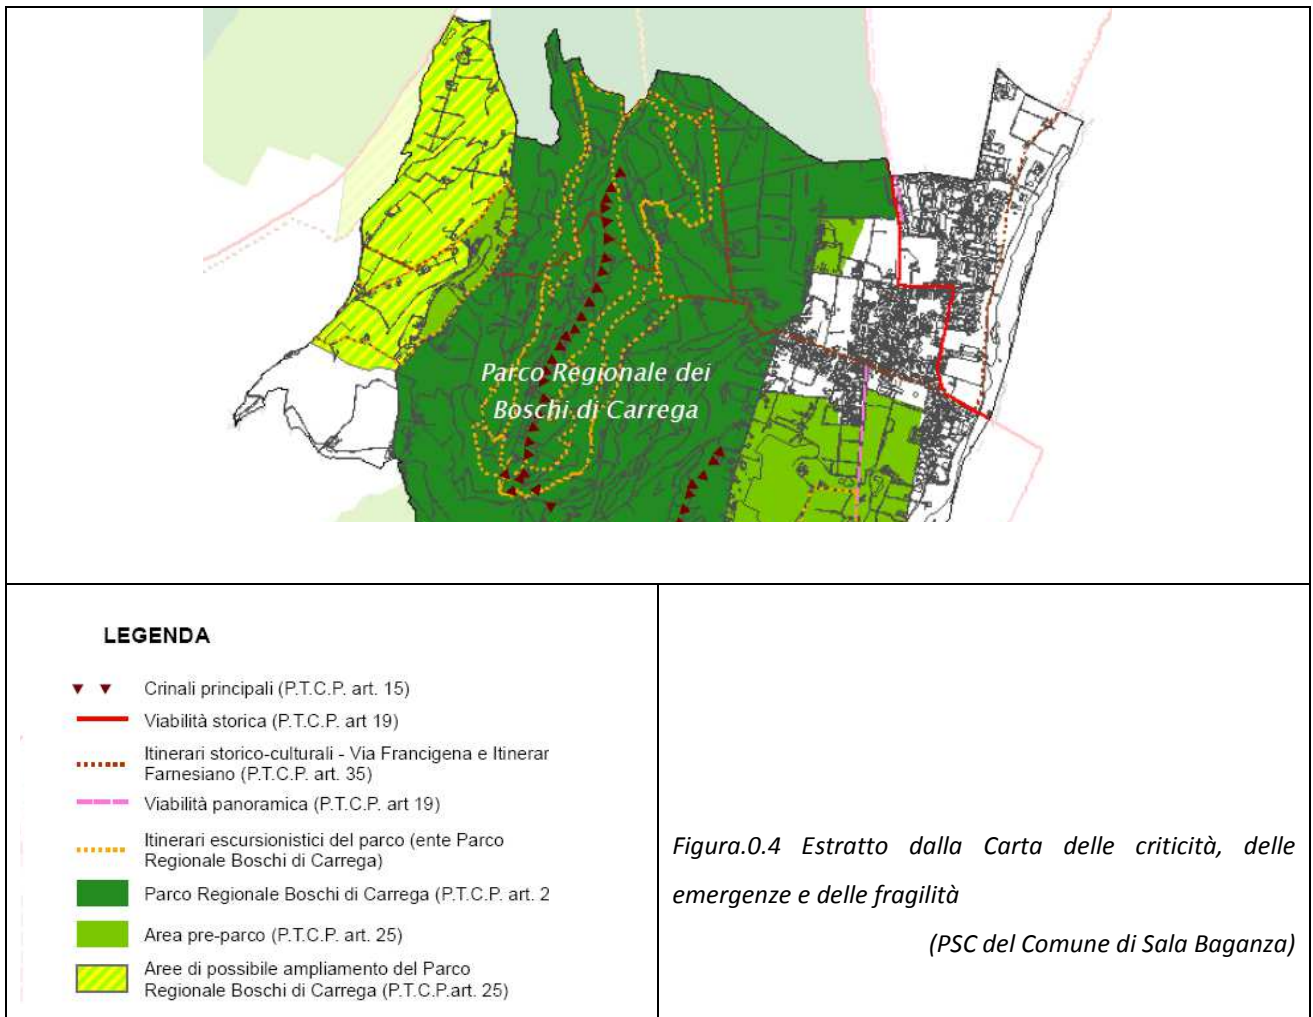 Parco Regionale dei
Boschi di Carrega
LEGENDA
Crinali principali (P.T.C.P. art. 15)
Viabilità storica (P.T.C.P. art 19)
Itinerari storico-culturali - Via Francigena e Itinerar
Farnesiano (P.T.C.P. art. 35)
Viabilità panoramica (P.T.C.P. art 19)
Itinerari escursionistici del parco (ente Parco
Regionale Boschi di Carrega)
Parco Regionale Boschi di Carrega (P.T.C.P. art. 2
Area pre-parco (P.T.C.P. art. 25)
Aree di possibile ampliamento del Parco
Regionale Boschi di Carrega (P.T.C.P.art. 25)
Figura.0.4 Estratto dalla Carta delle criticità, delle
emergenze e delle fragilità
(PSC del Comune di Sala Baganza)